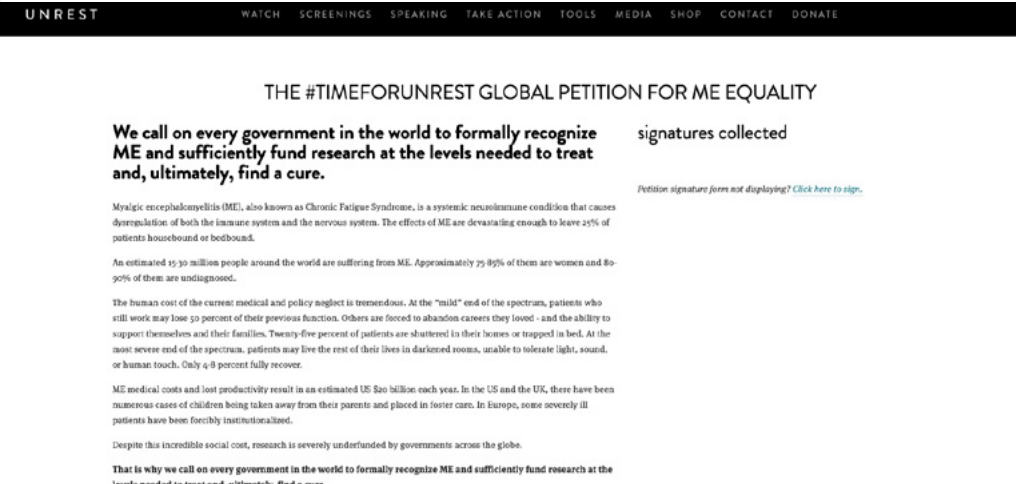 UNREST
WATCH SCREENINGS SPEAKING TAKE ACTION TOOLS MEDIA SHOP CONTACT DONATE
THE #TIMEFORUNREST GLOBAL PETITION FOR ME EQUALITY
We call on every government in the world to formally recognize
ME and sufficiently fund research at the levels needed to treat
and, ultimately, find a cure.
Myalgic encephalomyelitis (ME), also known as Chronic Fatigue Syndrome, is a systemic neuroimmune condition that causes
dysregulation of both the immune system and the nervous system. The effects of ME are devastating enough to leave 25% of
patients housebound or bedbound.
An estimated 15-30 million people around the world are suffering from ME. Approximately 75-85% of them are women and 80-
90% of them are undiagnosed.
The human cost of the current medical and policy neglect is tremendous. At the "mild" end of the spectrum, patients who
still work may lose 50 percent of their previous function. Others are forced to abandon careers they loved - and the ability to
support themselves and their families. Twenty-five percent of patients are shuttered in their homes or trapped in bed. At the
most severe end of the spectrum, patients may live the rest of their lives in darkened rooms, unable to tolerate light, sound,
or human touch. Only 4-8 percent fully recover.
ME medical costs and lost productivity result in an estimated US $20 billion each year. In the US and the UK, there have been
numerous cases of children being taken away from their parents and placed in foster care. In Europe, some severely ill
patients have been forcibly institutionalized.
Despite this incredible social cost, research is severely underfunded by governments across the globe.
That is why we call on every government in the world to formally recognize ME and sufficiently fund research at the
levels needed to treat and, ultimately, find a cure.
signatures collected
Petition signature form not displaying? Click here to sign.